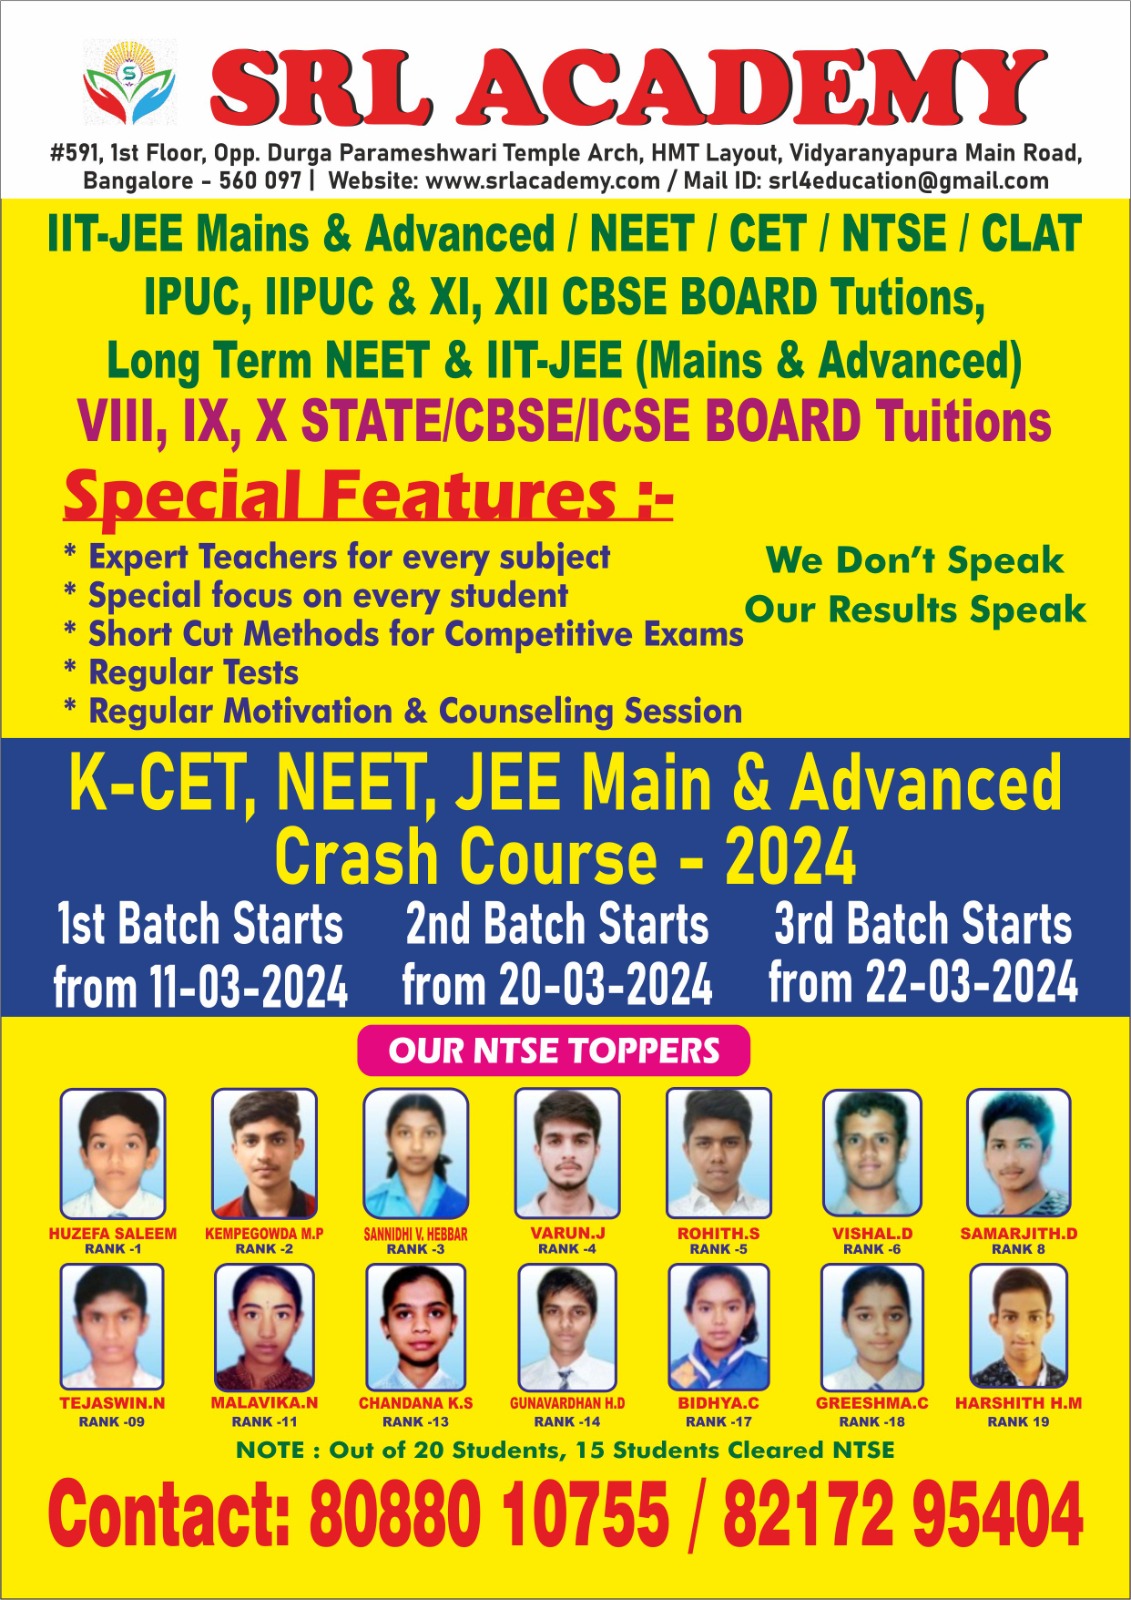 S
SRL ACADEMY
#591, 1st Floor, Opp. Durga Parameshwari Temple Arch, HMT Layout, Vidyaranyapura Main Road,
Bangalore - 560 097 | Website: www.srlacademy.com / Mail ID: srl4education@gmail.com
IIT-JEE Mains & Advanced / NEET / CET / NTSE / CLAT
IPUC, IIPUC & XI, XII CBSE BOARD Tutions,
Long Term NEET & IIT-JEE (Mains & Advanced)
VIII, IX, X STATE/CBSE/ICSE BOARD Tuitions
Special Features :-
* Expert Teachers for every subject
* Special focus on every student
* Short Cut Methods for Competitive Exams
* Regular Tests
* Regular Motivation & Counseling Session
We Don't Speak
Our Results Speak
K-CET, NEET, JEE Main & Advanced
Crash Course - 2024
1st Batch Starts
from 11-03-2024
2nd Batch Starts
from 20-03-2024
3rd Batch Starts
from 22-03-2024
OUR NTSE TOPPERS
HUZEFA SALEEM
RANK -1
KEMPEGOWDA M.P
RANK -2
SANNIDHI V. HEBBAR
RANK -3
VARUN.J
RANK -4
ROHITH.S
RANK -5
VISHAL.D
RANK -6
SAMARJITH.D
RANK 8
TEJASWIN.N
RANK -09
MALAVIKA.N
RANK -11
CHANDANA K.S
RANK -13
GUNAVARDHAN H.D
RANK -14
BIDHYA.C
RANK -17
GREESHMA.C
RANK -18
HARSHITH H.M
RANK 19
NOTE : Out of 20 Students, 15 Students Cleared NTSE
Contact: 80880 10755 / 82172 95404